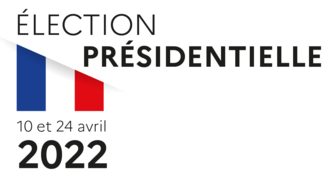 ÉLECTION
PRÉSIDENTIELLE
10 et 24 avril
2022